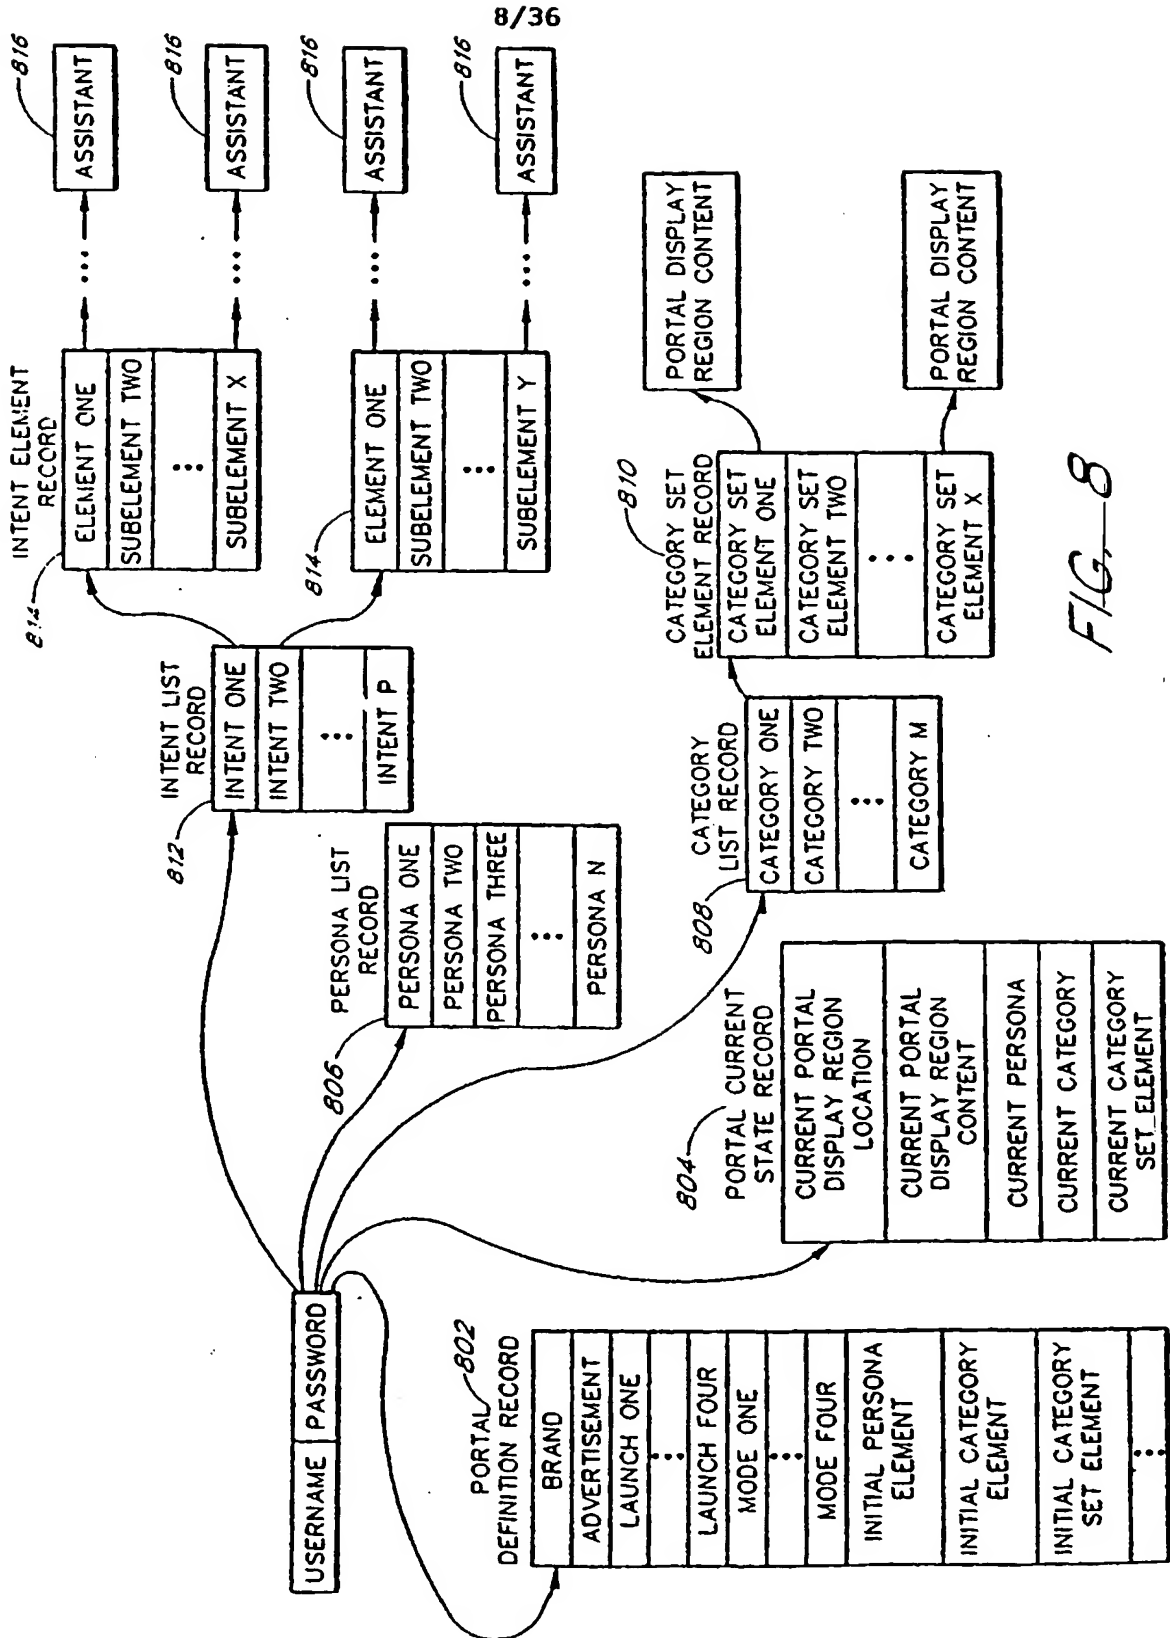 8/36
USERNAME
PASSWORD
802
PORTAL
DEFINITION RECORD
BRAND
ADVERTISEMENT
LAUNCH ONE
⋮
LAUNCH FOUR
MODE ONE
⋮
MODE FOUR
INITIAL PERSONA
ELEMENT
INITIAL CATEGORY
ELEMENT
INITIAL CATEGORY
SET ELEMENT
⋮
804
PORTAL CURRENT
STATE RECORD
CURRENT PORTAL
DISPLAY REGION
LOCATION
CURRENT PORTAL
DISPLAY REGION
CONTENT
CURRENT PERSONA
CURRENT CATEGORY
CURRENT CATEGORY
SET ELEMENT
806
PERSONA LIST
RECORD
PERSONA ONE
PERSONA TWO
PERSONA THREE
⋮
PERSONA N
808
CATEGORY
LIST RECORD
CATEGORY ONE
CATEGORY TWO
⋮
CATEGORY M
810
CATEGORY SET
ELEMENT RECORD
CATEGORY SET
ELEMENT ONE
CATEGORY SET
ELEMENT TWO
⋮
CATEGORY SET
ELEMENT X
PORTAL DISPLAY
REGION CONTENT
PORTAL DISPLAY
REGION CONTENT
812
INTENT LIST
RECORD
INTENT ONE
INTENT TWO
⋮
INTENT P
814
INTENT ELEMENT
RECORD
ELEMENT ONE
SUBELEMENT TWO
⋮
SUBELEMENT X
814
ELEMENT ONE
SUBELEMENT TWO
⋮
SUBELEMENT Y
... ASSISTANT 816
... ASSISTANT 816
... ASSISTANT 816
... ASSISTANT 816
FIG. 8